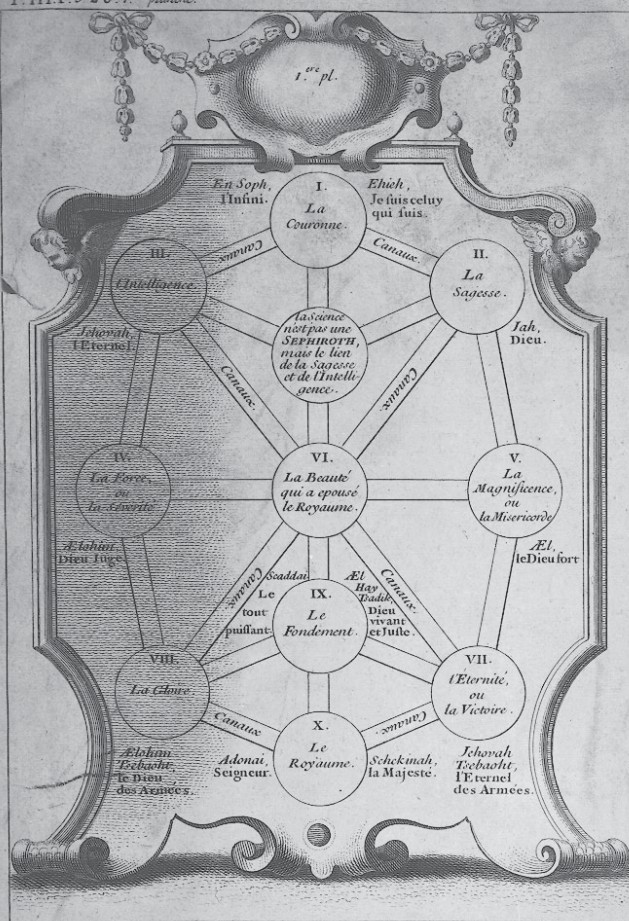 planche.
1.ere pl.
En Soph,
l'Infini.
I.
La
Couronne.
Ehieh,
Je suis celuy
qui suis.
Canaux.
Canaux.
III.
l'Intelligence.
II.
La
Sagesse.
la Science
n'est pas une
SEPHIROTH,
mais le lien
de la Sagesse
et de l'Intelli-
gence.
Jehovah,
l'Eternel
Jah,
Dieu.
Canaux.
Canaux.
IV.
La Force,
ou
la Sévérité
VI.
La Beauté
qui a epousé
le Royaume.
V.
La
Magnificence,
ou
la Misericorde
Ælohim,
Dieu Juge
Æl,
le Dieu fort
Canaux
Scaddai
Le
tout
puissant.
IX.
Le
Fondement.
Æl
Hay
Tsadik,
Dieu
vivant
et Juste.
Canaux.
VIII.
La Gloire
VII.
l'Éternité,
ou
la Victoire.
Canaux
Canaux.
Ælohim
Tsebaoht,
le Dieu
des Armées.
Adonai,
Seigneur.
X.
Le
Royaume.
Schekinah,
la Majesté.
Jehovah
Tsebaoht,
l'Eternel
des Armées.